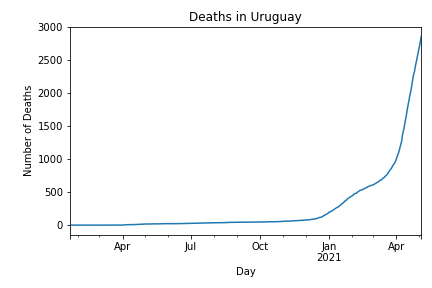 Deaths in Uruguay
3000
2500
2000
1500
1000
500
0
Number of Deaths
Apr
Jul
Oct
Jan
2021
Apr
Day